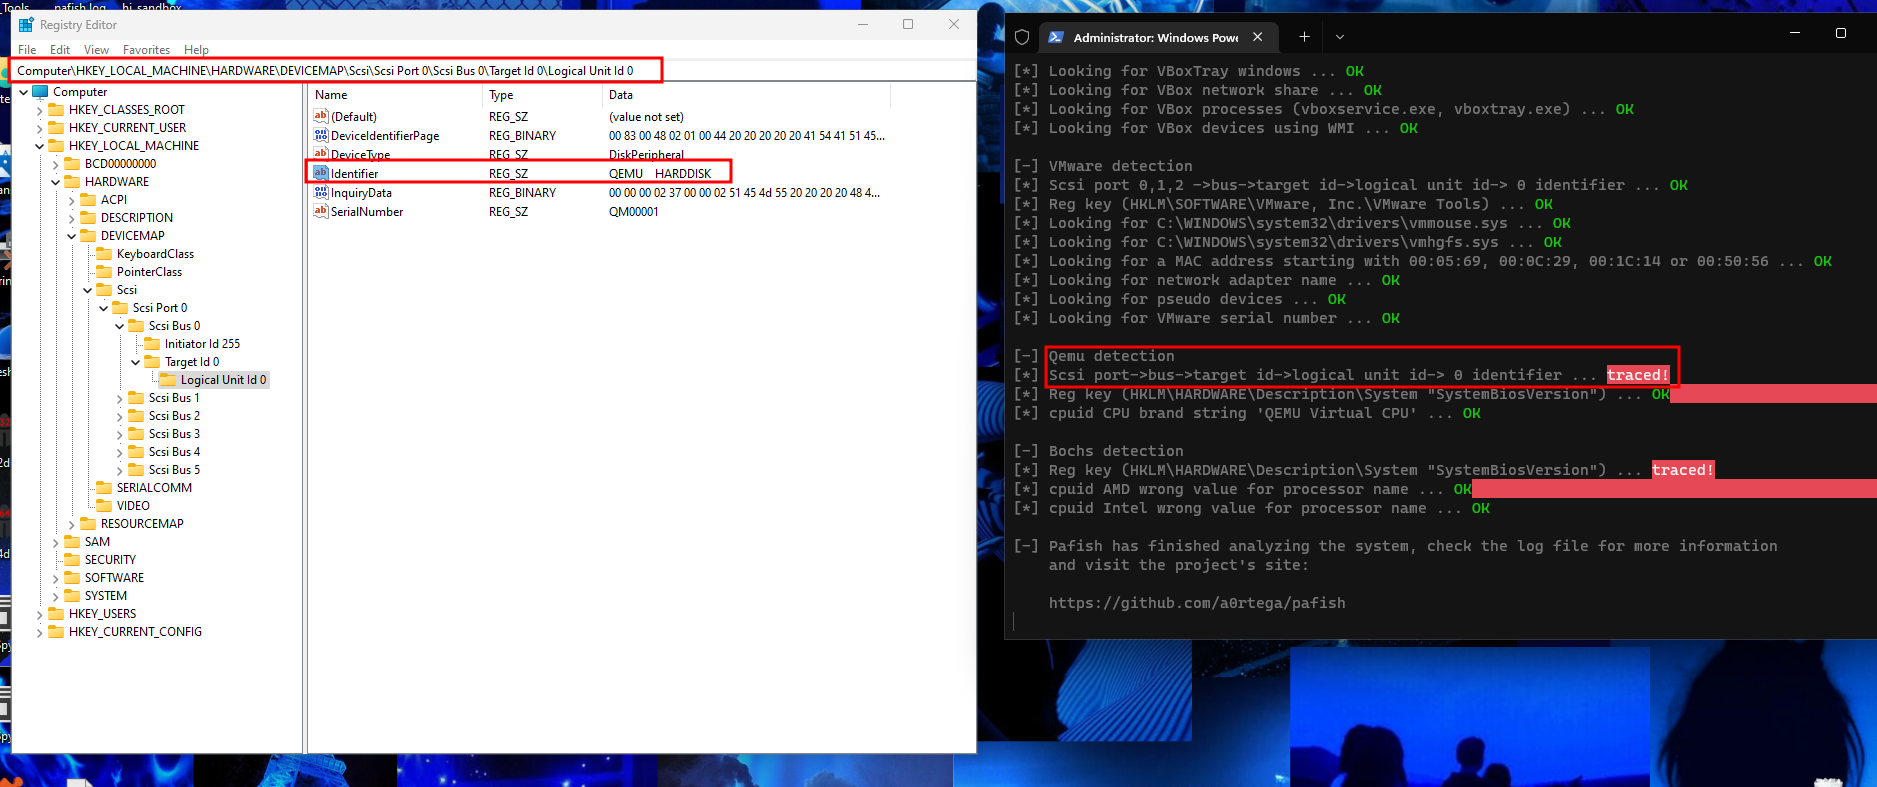 _Tools
pafish.log
hi_sandbox
Registry Editor
File Edit View Favorites Help
Computer\HKEY_LOCAL_MACHINE\HARDWARE\DEVICEMAP\Scsi\Scsi Port 0\Scsi Bus 0\Target Id 0\Logical Unit Id 0
Computer
HKEY_CLASSES_ROOT
HKEY_CURRENT_USER
HKEY_LOCAL_MACHINE
BCD00000000
HARDWARE
ACPI
DESCRIPTION
DEVICEMAP
KeyboardClass
PointerClass
Scsi
Scsi Port 0
Scsi Bus 0
Initiator Id 255
Target Id 0
Logical Unit Id 0
Scsi Bus 1
Scsi Bus 2
Scsi Bus 3
Scsi Bus 4
Scsi Bus 5
SERIALCOMM
VIDEO
RESOURCEMAP
SAM
SECURITY
SOFTWARE
SYSTEM
HKEY_USERS
HKEY_CURRENT_CONFIG
Name Type Data
(Default) REG_SZ (value not set)
DeviceIdentifierPage REG_BINARY 00 83 00 48 02 01 00 44 20 20 20 20 20 41 54 41 51 45...
DeviceType REG_SZ DiskPeripheral
Identifier REG_SZ QEMU HARDDISK
InquiryData REG_BINARY 00 00 00 02 37 00 00 02 51 45 4d 55 20 20 20 20 48 4...
SerialNumber REG_SZ QM00001
Administrator: Windows Powe
[*] Looking for VBoxTray windows ... OK
[*] Looking for VBox network share ... OK
[*] Looking for VBox processes (vboxservice.exe, vboxtray.exe) ... OK
[*] Looking for VBox devices using WMI ... OK
[-] VMware detection
[*] Scsi port 0,1,2 ->bus->target id->logical unit id-> 0 identifier ... OK
[*] Reg key (HKLM\SOFTWARE\VMware, Inc.\VMware Tools) ... OK
[*] Looking for C:\WINDOWS\system32\drivers\vmmouse.sys ... OK
[*] Looking for C:\WINDOWS\system32\drivers\vmhgfs.sys ... OK
[*] Looking for a MAC address starting with 00:05:69, 00:0C:29, 00:1C:14 or 00:50:56 ... OK
[*] Looking for network adapter name ... OK
[*] Looking for pseudo devices ... OK
[*] Looking for VMware serial number ... OK
[-] Qemu detection
[*] Scsi port->bus->target id->logical unit id-> 0 identifier ... traced!
[*] Reg key (HKLM\HARDWARE\Description\System "SystemBiosVersion") ... OK
[*] cpuid CPU brand string 'QEMU Virtual CPU' ... OK
[-] Bochs detection
[*] Reg key (HKLM\HARDWARE\Description\System "SystemBiosVersion") ... traced!
[*] cpuid AMD wrong value for processor name ... OK
[*] cpuid Intel wrong value for processor name ... OK
[-] Pafish has finished analyzing the system, check the log file for more information
and visit the project's site:
https://github.com/a0rtega/pafish